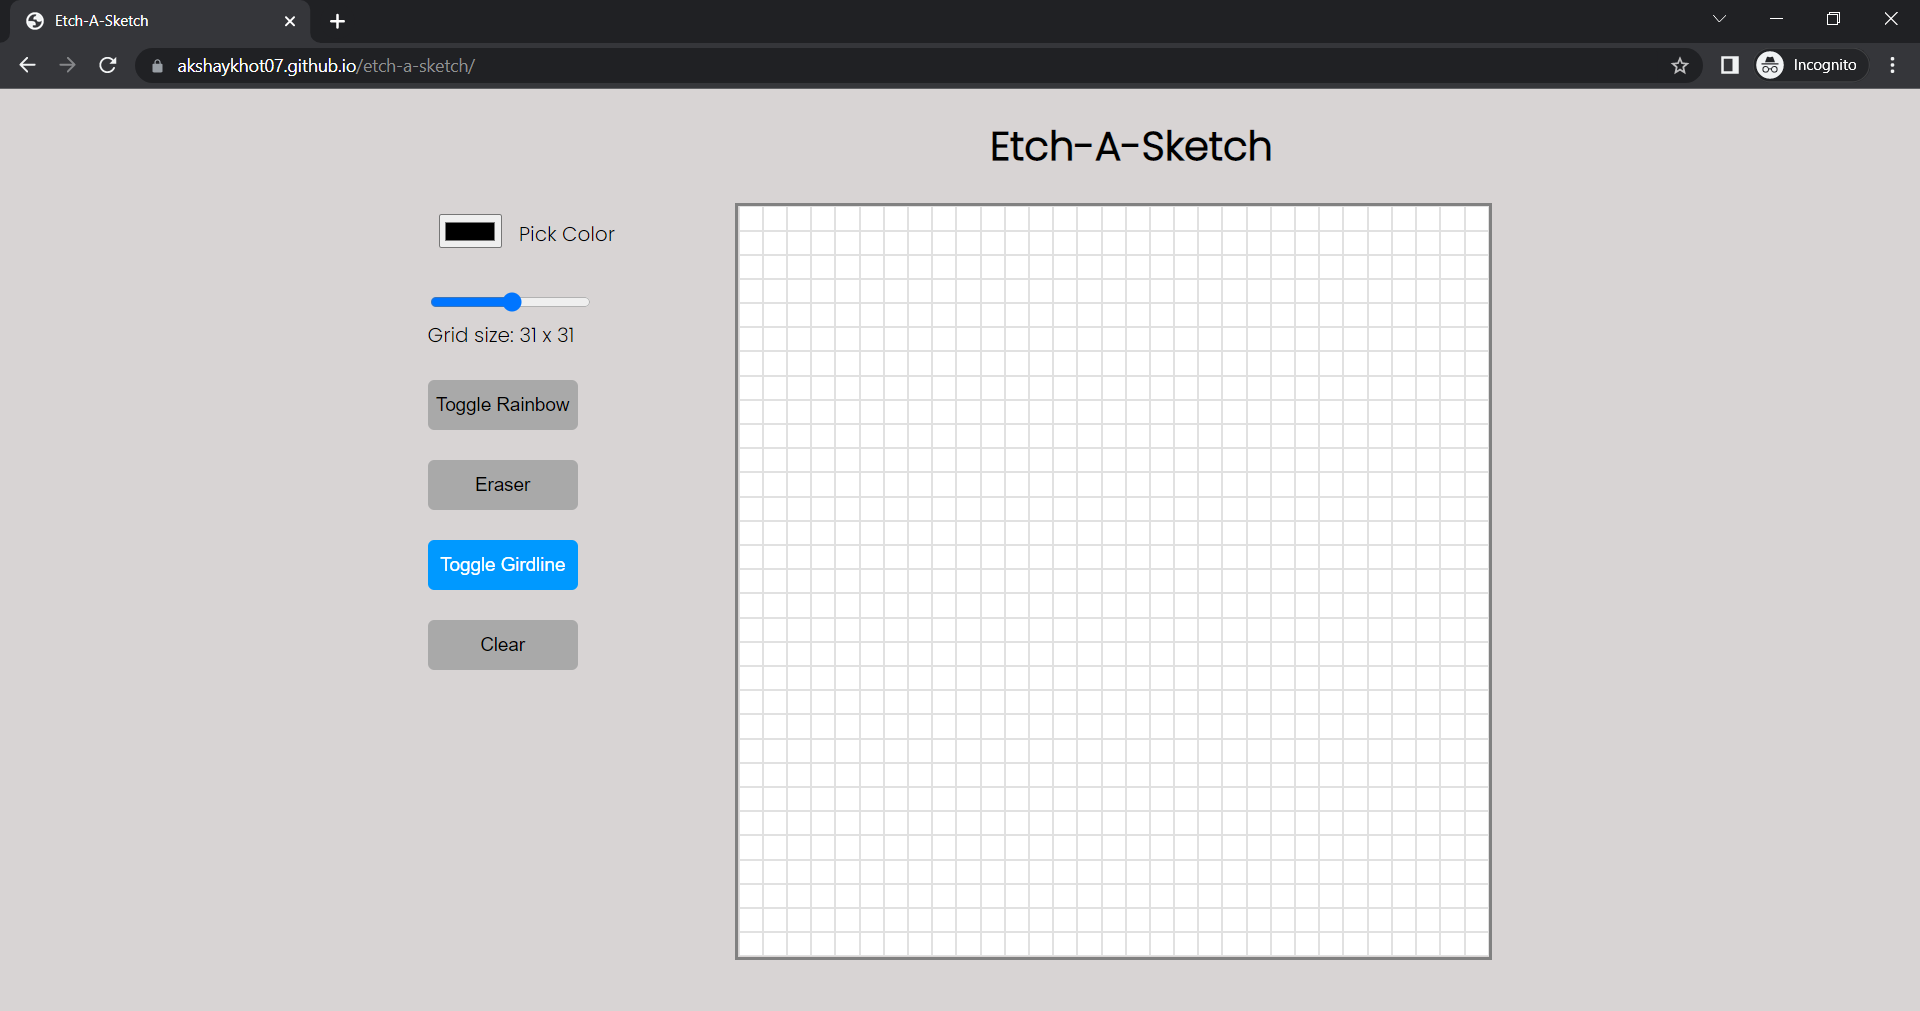 Etch-A-Sketch
akshaykhot07.github.io/etch-a-sketch/
Incognito
Etch-A-Sketch
Pick Color
Grid size: 31 x 31
Toggle Rainbow
Eraser
Toggle Girdline
Clear